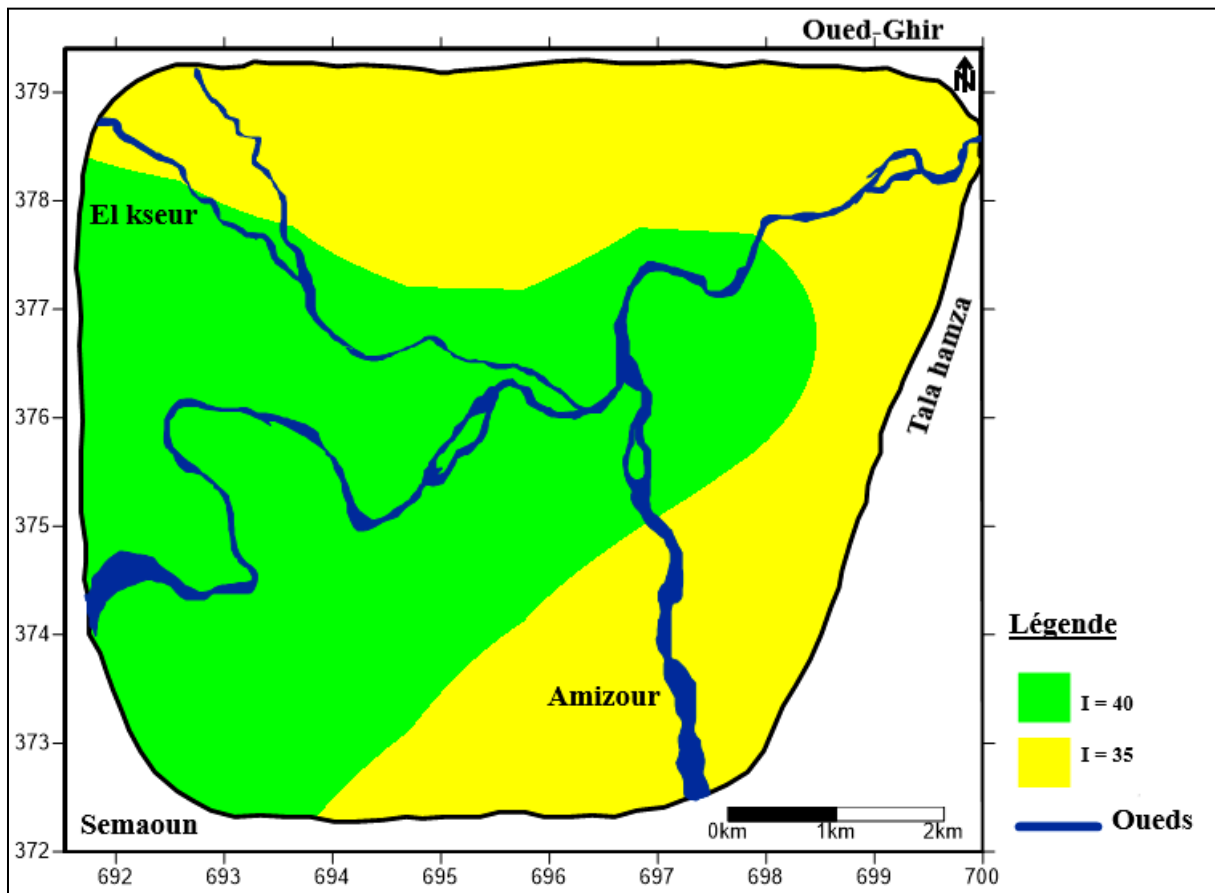 Oued-Ghir
N
379
378
377
376
375
374
373
372
El kseur
Tala hamza
Amizour
Semaoun
0km 1km 2km
692 693 694 695 696 697 698 699 700
Légende
I = 40
I = 35
Oueds